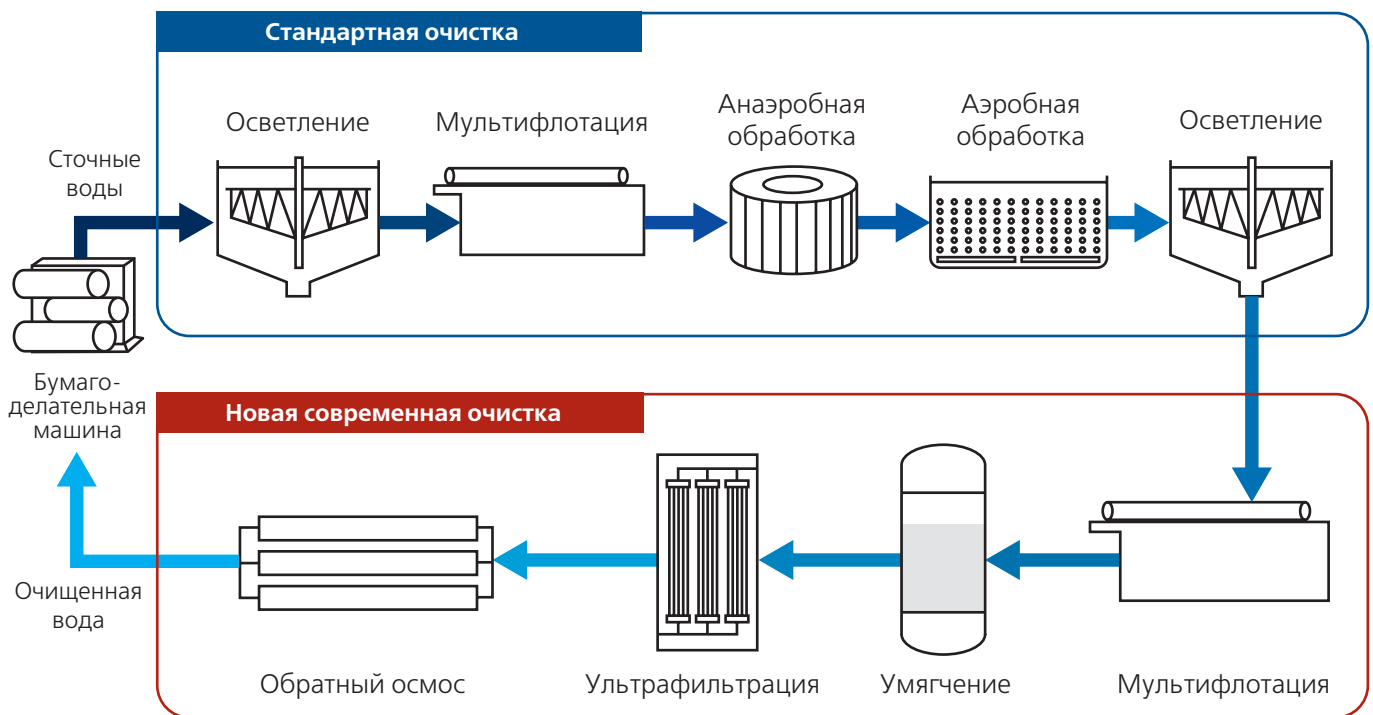 Стандартная очистка
Осветление
Мультифлотация
Анаэробная
обработка
Аэробная
обработка
Осветление
Сточные
воды
Бумаго-
делательная
машина
Новая современная очистка
Очищенная
вода
Обратный осмос
Ультрафильтрация
Умягчение
Мультифлотация